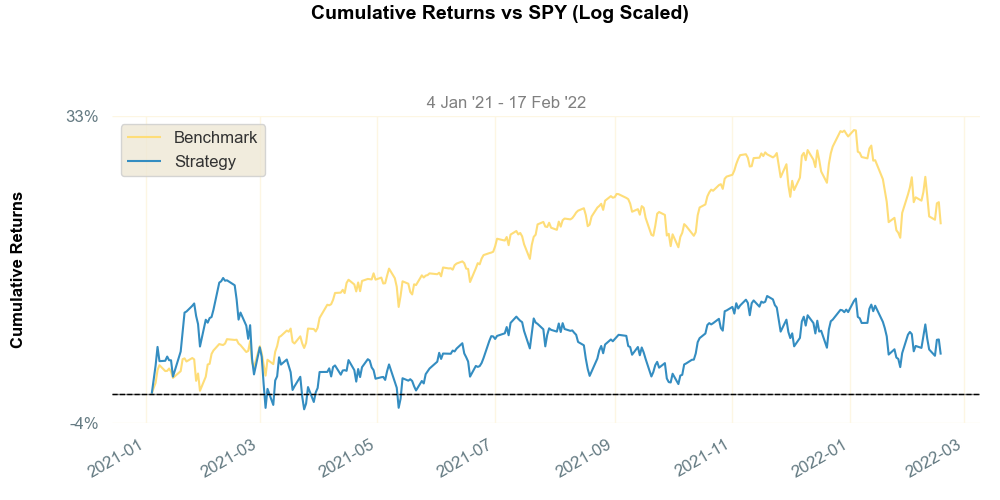 Cumulative Returns vs SPY (Log Scaled)
4 Jan '21 - 17 Feb '22
33%
Benchmark
Strategy
Cumulative Returns
-4%
2021-01
2021-03
2021-05
2021-07
2021-09
2021-11
2022-01
2022-03